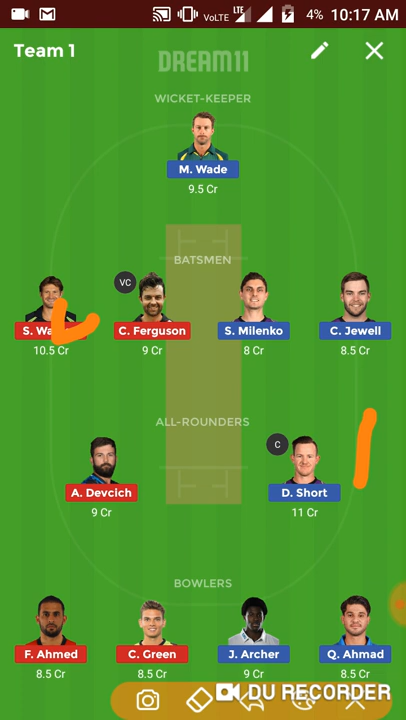 VoLTE LTE 4% 10:17 AM
Team 1
DREAM11
WICKET-KEEPER
M. Wade
9.5 Cr
BATSMEN
VC
S. Wa C. Ferguson S. Milenko C. Jewell
10.5 Cr 9 Cr 8 Cr 8.5 Cr
ALL-ROUNDERS
C
A. Devcich D. Short
9 Cr 11 Cr
BOWLERS
F. Ahmed C. Green J. Archer Q. Ahmad
8.5 Cr 8.5 Cr 9 Cr 8.5 Cr
DU RECORDER